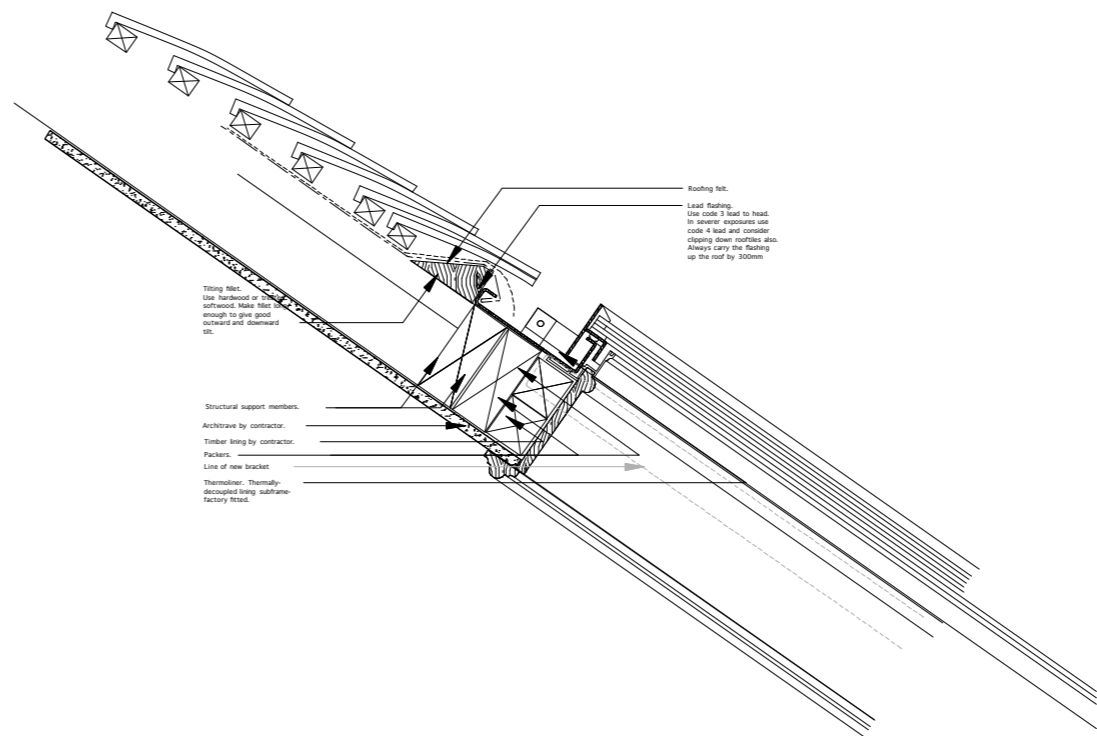 Roofing felt.
Lead flashing.
Use code 3 lead to head.
In severer exposures use
code 4 lead and consider
clipping down rooftiles also.
Always carry the flashing
up the roof by 300mm
Tilting fillet.
Use hardwood or treated
softwood. Make fillet long
enough to give good
outward and downward
tilt.
Structural support members.
Architrave by contractor.
Timber lining by contractor.
Packers.
Line of new bracket
Thermoliner. Thermally-
decoupled lining subframe-
factory fitted.